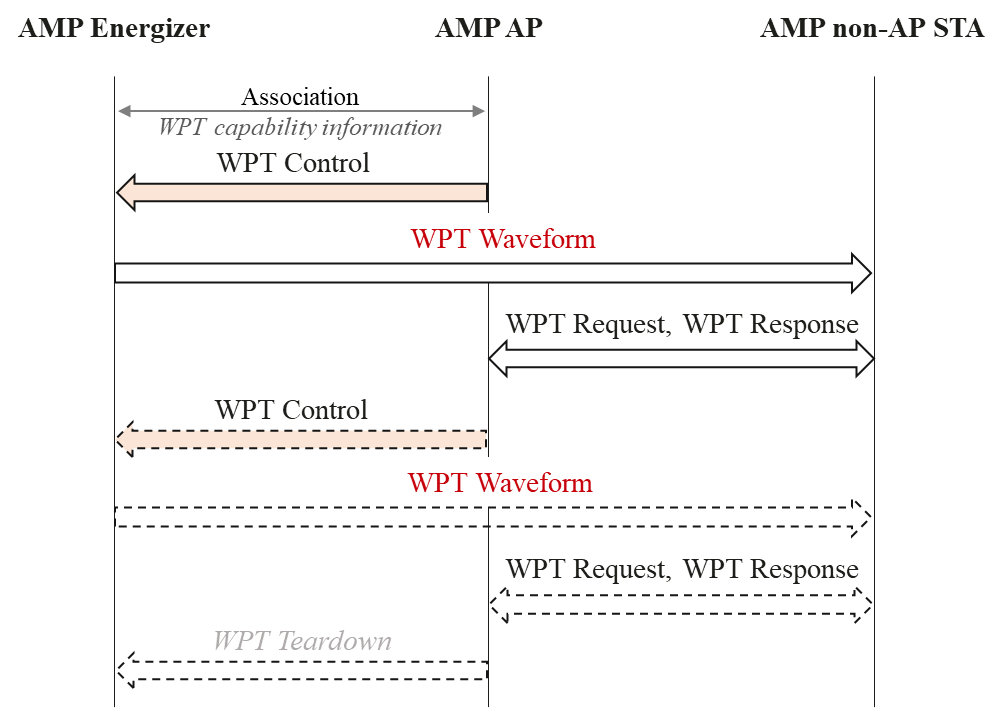 AMP Energizer
AMP AP
AMP non-AP STA
Association
WPT capability information
WPT Control
WPT Waveform
WPT Request, WPT Response
WPT Control
WPT Waveform
WPT Request, WPT Response
WPT Teardown